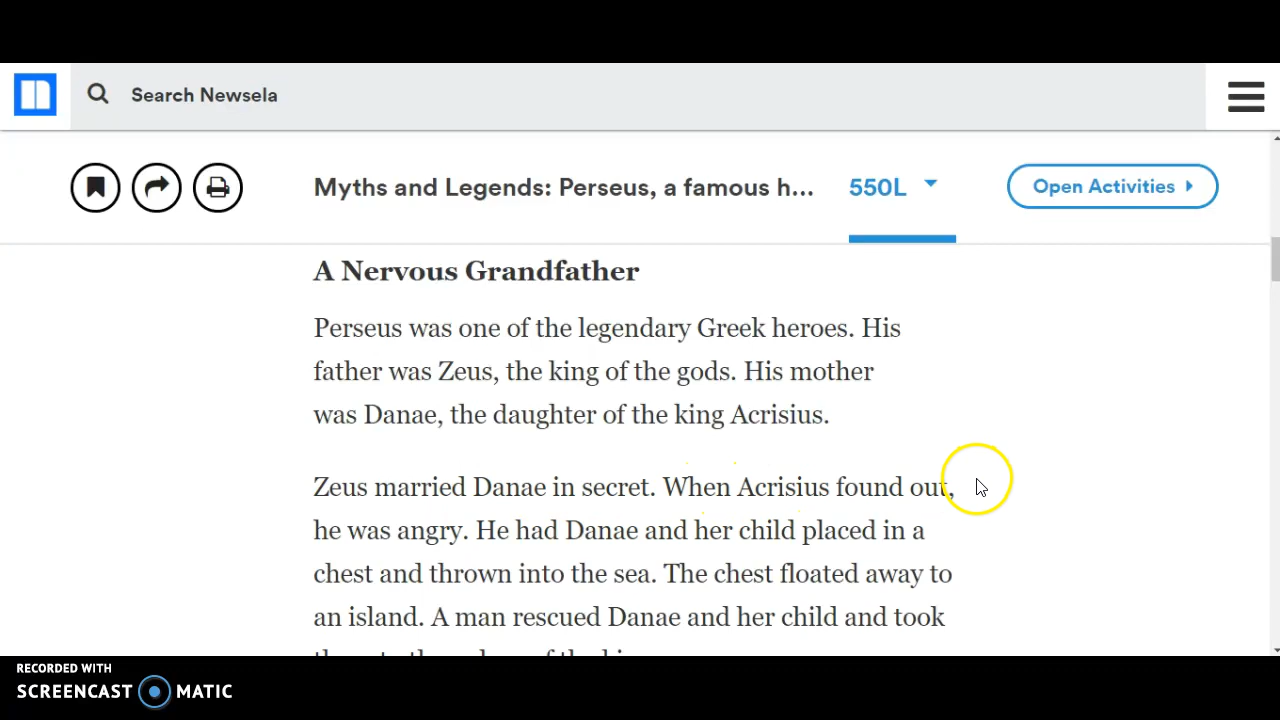 Search Newsela
Myths and Legends: Perseus, a famous h...
550L
Open Activities
A Nervous Grandfather
Perseus was one of the legendary Greek heroes. His
father was Zeus, the king of the gods. His mother
was Danae, the daughter of the king Acrisius.
Zeus married Danae in secret. When Acrisius found out,
he was angry. He had Danae and her child placed in a
chest and thrown into the sea. The chest floated away to
an island. A man rescued Danae and her child and took
RECORDED WITH
SCREENCAST MATIC